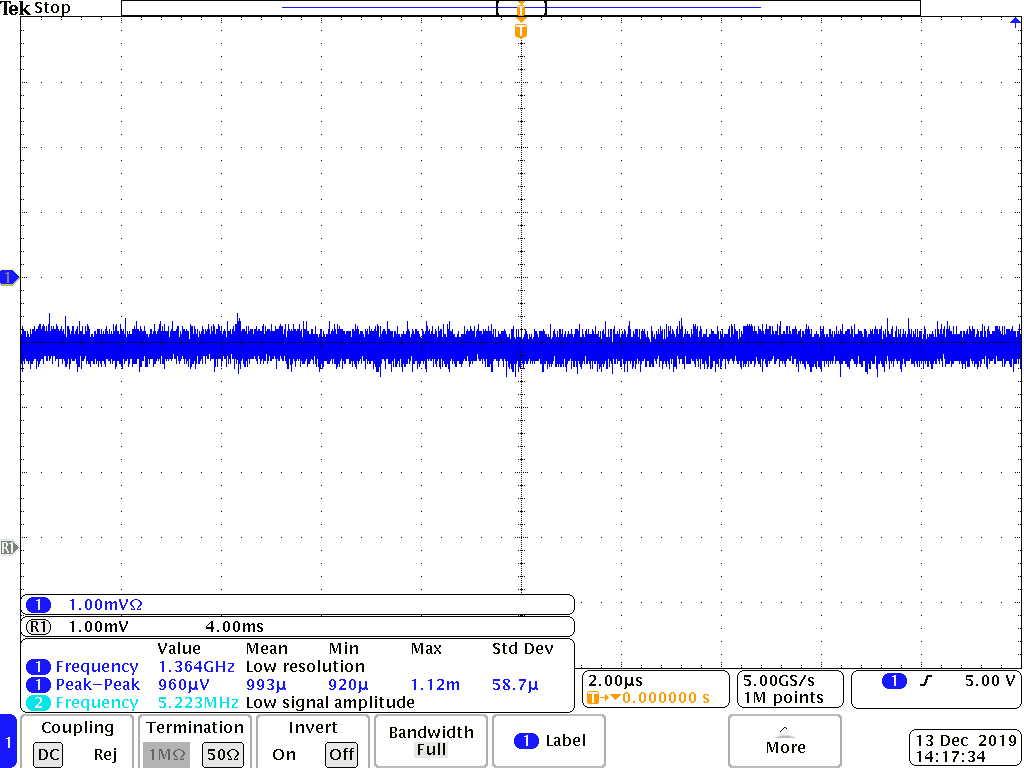 Tek Stop
T
T
1
R1
1 1.00mVΩ
R1 1.00mV 4.00ms
Value Mean Min Max Std Dev
1 Frequency 1.364GHz Low resolution
1 Peak−Peak 960μV 993μ 920μ 1.12m 58.7μ
2 Frequency 5.223MHz Low signal amplitude
2.00μs
T→▼0.000000 s
5.00GS/s
1M points
1 5.00 V
1
Coupling
DC Rej
Termination
1MΩ 50Ω
Invert
On Off
Bandwidth
Full
1 Label
More
13 Dec 2019
14:17:34